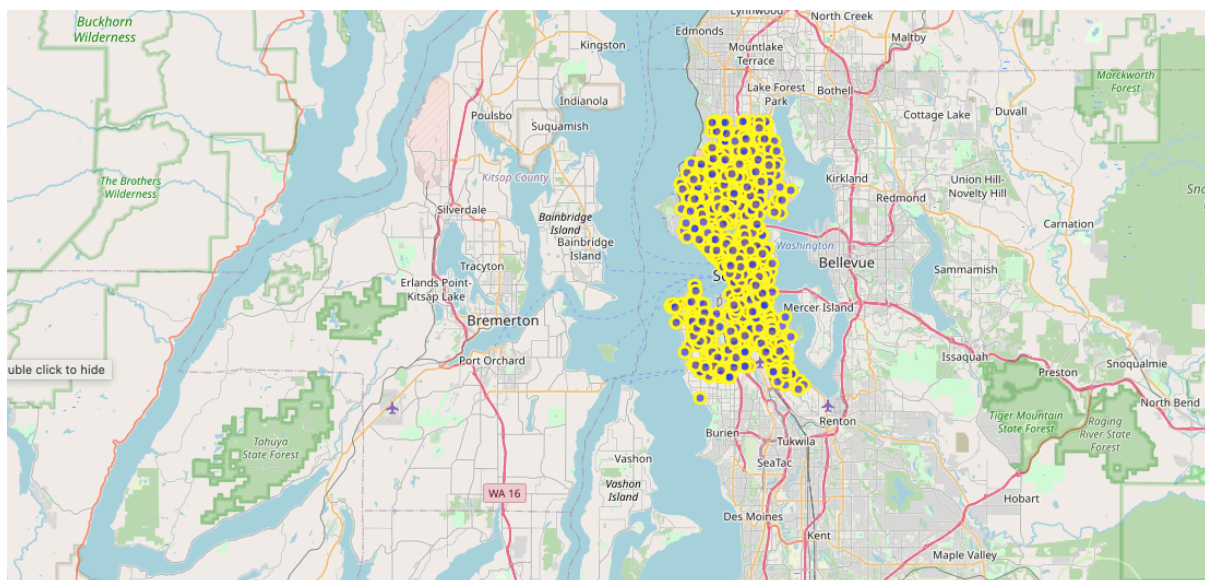 Buckhorn
Wilderness
Kingston
Edmonds
Lynnwood
North Creek
Mountlake
Terrace
Maltby
Lake Forest
Park
Bothell
Marckworth
Forest
Indianola
Poulsbo
Suquamish
Cottage Lake
Duvall
The Brothers
Wilderness
Kitsap County
Kirkland
Union Hill-
Novelty Hill
Redmond
Silverdale
Bainbridge
Island
Carnation
Bainbridge
Island
Washington
Tracyton
Bellevue
Sammamish
Erlands Point-
Kitsap Lake
Mercer Island
Bremerton
Issaquah
Snoqualmie
Port Orchard
uble click to hide
Preston
North Bend
Tiger Mountain
State Forest
Raging
River State
Forest
Renton
Burien
Tukwila
Tahuya
State Forest
SeaTac
Vashon
Vashon
Island
WA 16
Hobart
Des Moines
Kent
Maple Valley